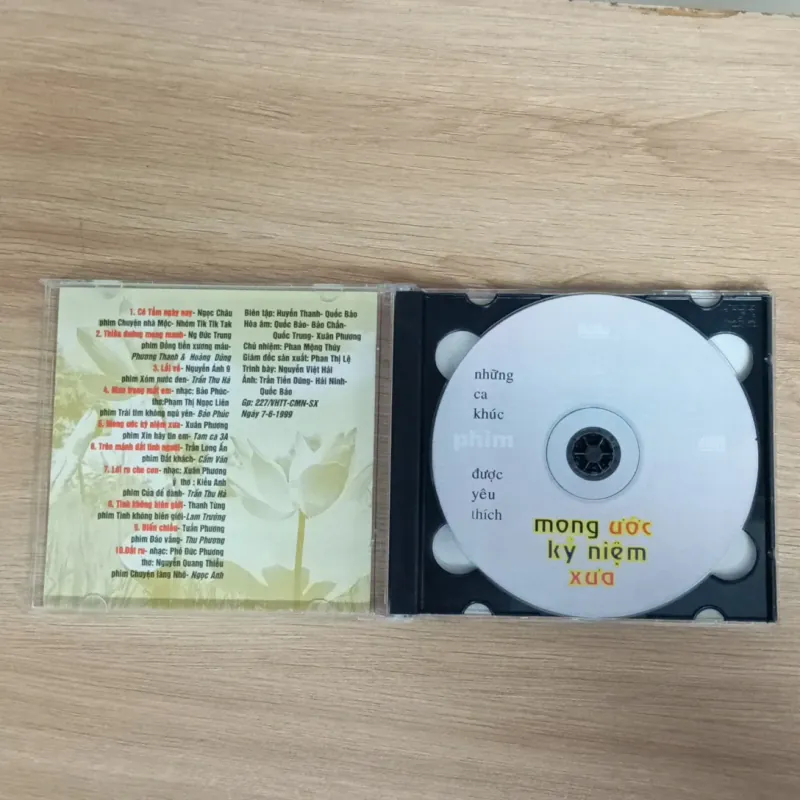 1. Cô Tấm ngày nay- Ngọc Châu
phim Chuyện nhà Mộc- Nhóm Tik Tik Tak
2. Thiên đường mong manh- Ng Đức Trung
phim Đồng tiền xương máu-
Phương Thanh & Hoàng Dũng
3. Lối về- Nguyễn Ánh 9
phim Xóm nước đen- Trần Thu Hà
4. trong mắt em- nhạc: Bảo Phúc-
thơ:Phạm Thị Ngọc Liên
phim Trái tim không ngủ yên- Bảo Phúc
5. Mong ước kỷ niệm xưa- Xuân Phương
phim Xin hãy tin em- Tam ca 3A
6. Trên mảnh đất tình người- Trần Long Ẩn
phim Đất khách- Cẩm Vân
7. Lời ru cho con- nhạc: Xuân Phương
ý thơ : Kiều Anh
phim Của để dành- Trần Thu Hà
8. Tình không biên giới- Thanh Tùng
phim Tình không biên giới-Lam Trường
9. Biển chiều- Tuấn Phương
phim Đảo vắng- Thu Phương
10.Đất ru- nhạc: Phó Đức Phương
thơ: Nguyễn Quang Thiều
phim Chuyện làng Nhô- Ngọc Anh
Biên tập: Huyền Thanh- Quốc Bảo
Hòa âm: Quốc Bảo- Bảo Chấn-
Quốc Trung- Xuân Phương
Chủ nhiệm: Phan Mộng Thúy
Giám đốc sản xuất: Phan Thị Lệ
Trình bày: Nguyễn Việt Hải
Ảnh: Trần Tiến Dũng- Hải Ninh-
Quốc Bảo
Gp: 227/VHTT-CMN-SX
Ngày 7-6-1999
những
ca
khúc
phim
được
yêu
thích
mong ước
kỷ niệm
xưa